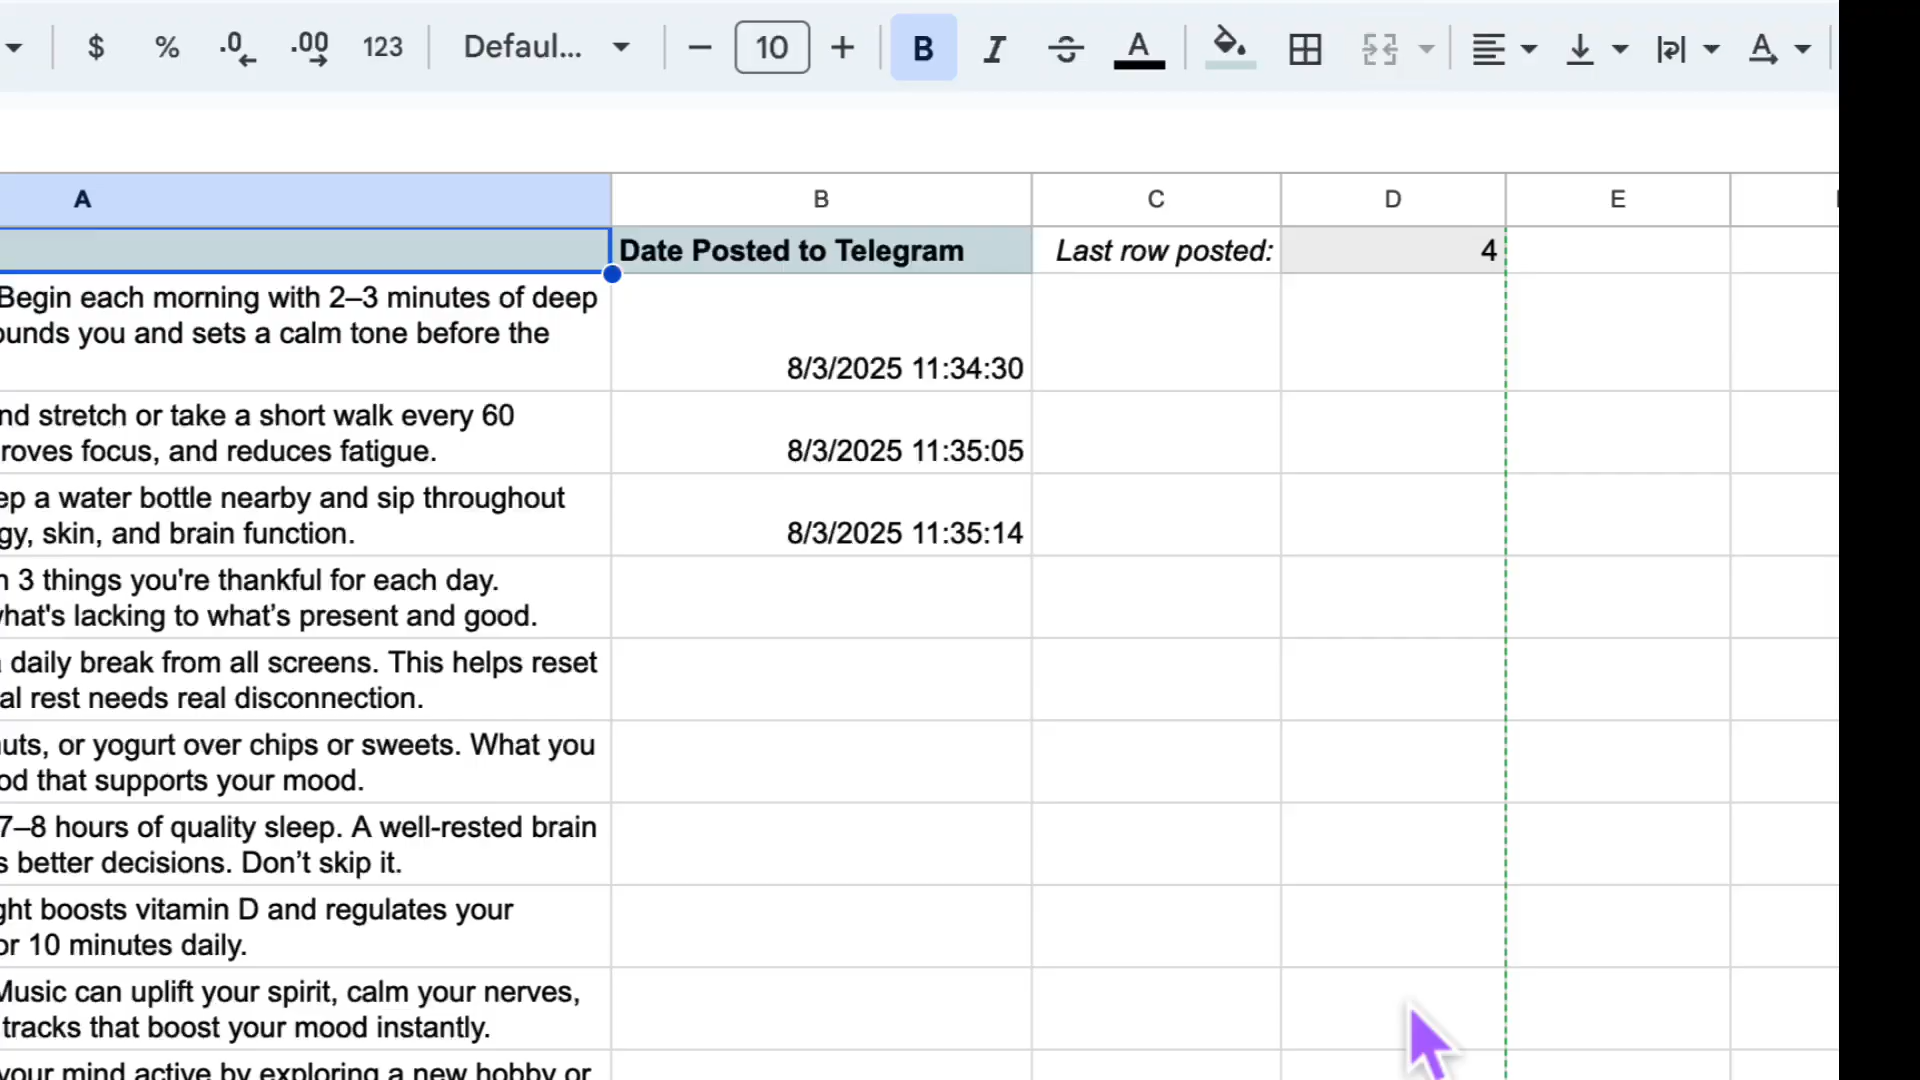 $ % .0 .00 123 Defaul... − 10 + B I A A
A B C D E
Date Posted to Telegram Last row posted: 4
Begin each morning with 2–3 minutes of deep
ounds you and sets a calm tone before the
8/3/2025 11:34:30
nd stretch or take a short walk every 60
roves focus, and reduces fatigue.
8/3/2025 11:35:05
ep a water bottle nearby and sip throughout
gy, skin, and brain function.
8/3/2025 11:35:14
n 3 things you're thankful for each day.
what's lacking to what’s present and good.
daily break from all screens. This helps reset
al rest needs real disconnection.
uts, or yogurt over chips or sweets. What you
od that supports your mood.
7–8 hours of quality sleep. A well-rested brain
s better decisions. Don’t skip it.
ght boosts vitamin D and regulates your
or 10 minutes daily.
Music can uplift your spirit, calm your nerves,
tracks that boost your mood instantly.
your mind active by exploring a new hobby or